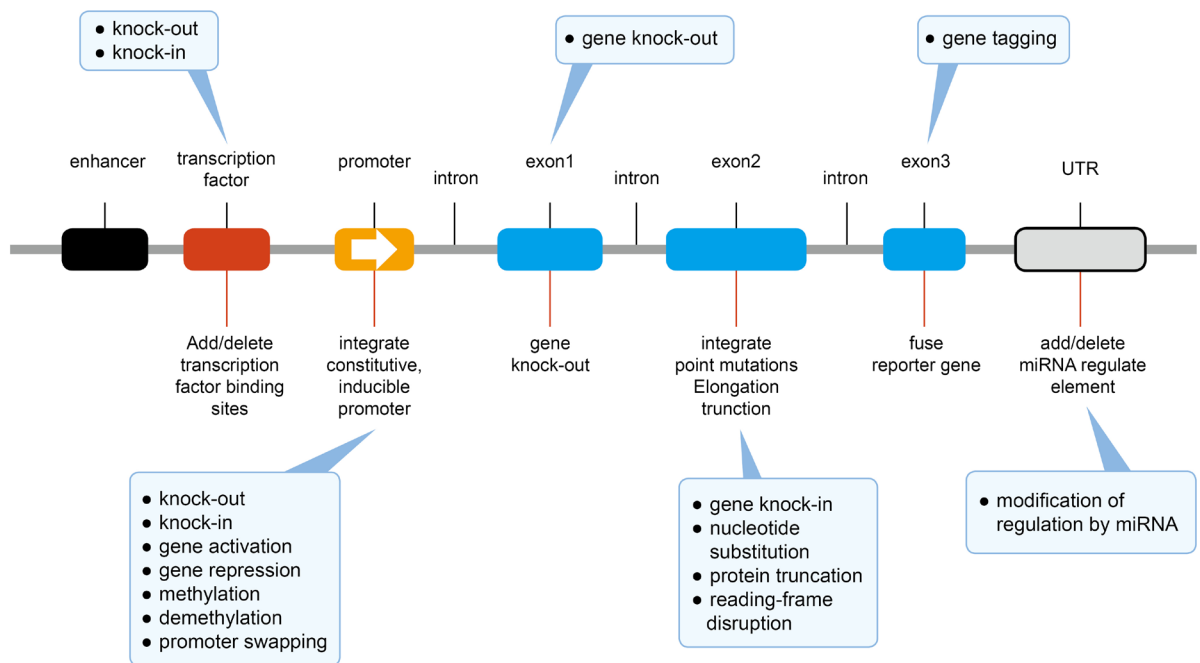 ● knock-out
● knock-in
● gene knock-out
● gene tagging
enhancer
transcription
factor
promoter
intron
exon1
intron
exon2
intron
exon3
UTR
Add/delete
transcription
factor binding
sites
integrate
constitutive,
inducible
promoter
gene
knock-out
integrate
point mutations
Elongation
trunction
fuse
reporter gene
add/delete
miRNA regulate
element
● knock-out
● knock-in
● gene activation
● gene repression
● methylation
● demethylation
● promoter swapping
● gene knock-in
● nucleotide
substitution
● protein truncation
● reading-frame
disruption
● modification of
regulation by miRNA